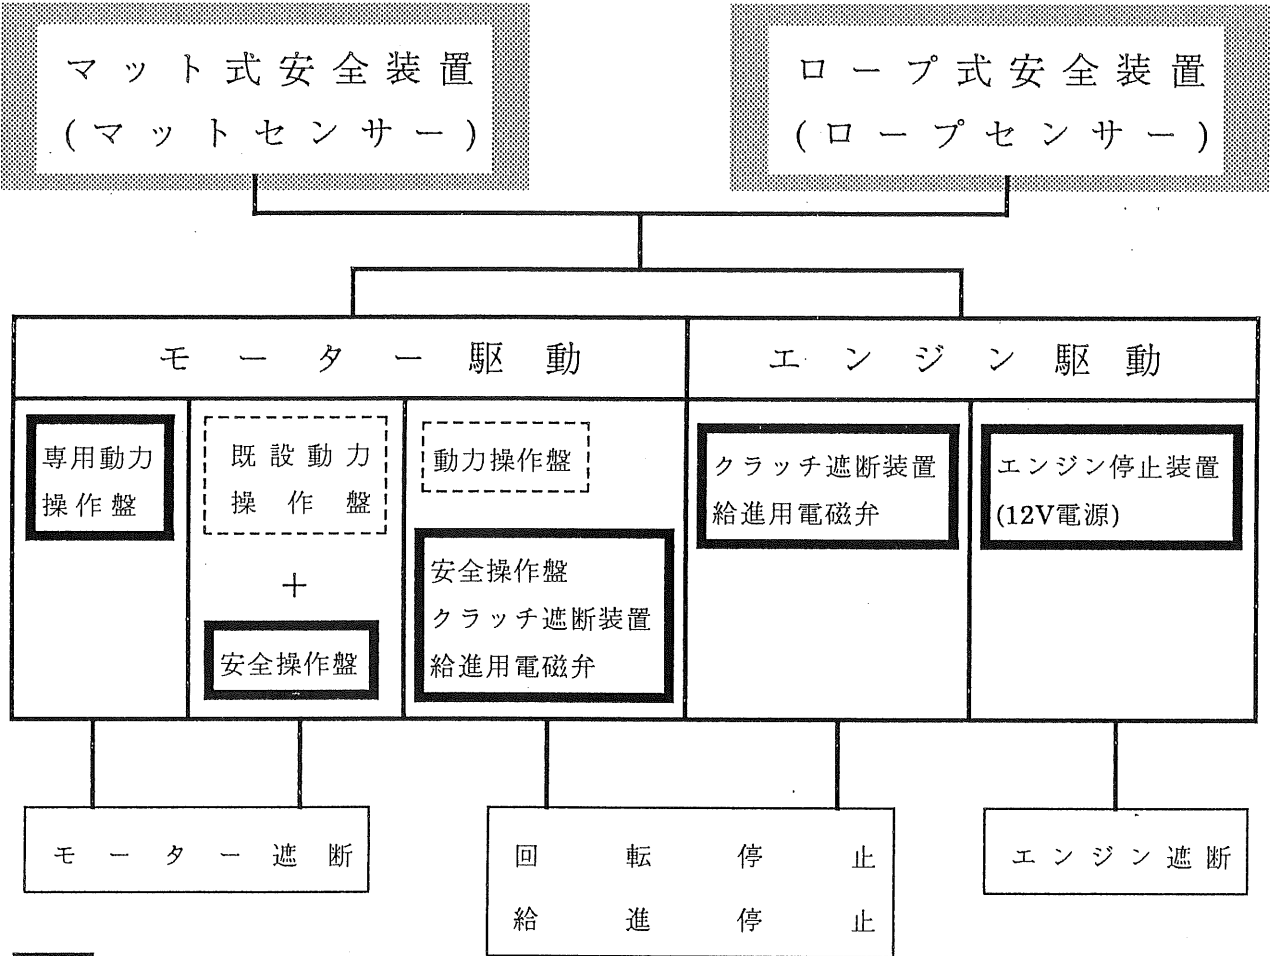 マット式安全装置
(マットセンサー)
ロープ式安全装置
(ロープセンサー)
モーター駆動
エンジン駆動
専用動力
操作盤
既設動力
操作盤
+
安全操作盤
動力操作盤
安全操作盤
クラッチ遮断装置
給進用電磁弁
クラッチ遮断装置
給進用電磁弁
エンジン停止装置
(12V電源)
モーター遮断
回転停止
給進停止
エンジン遮断